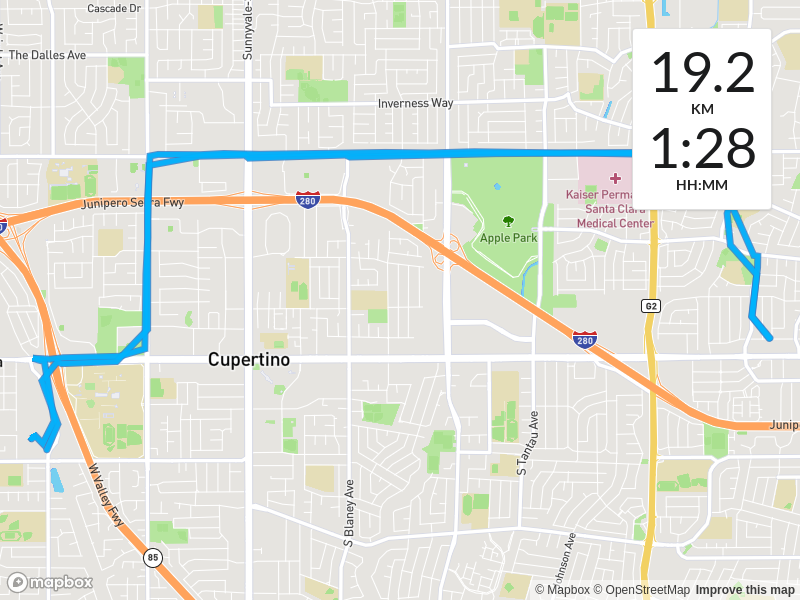 Cascade Dr
Sunnyvale-
The Dalles Ave
Inverness Way
19.2
KM
1:28
HH:MM
Junipero Serra Fwy
280
Kaiser Perma
Santa Clara
Medical Center
Apple Park
G2
280
Cupertino
Junip
S Tantau Ave
W Valley Fwy
S Blaney Ave
85
ohnson Ave
mapbox
© Mapbox © OpenStreetMap Improve this map